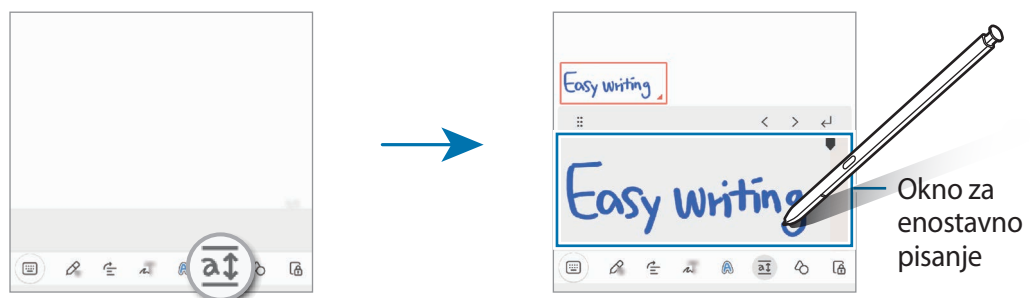 Easy writing
Easy writing
Okno za
enostavno
pisanje